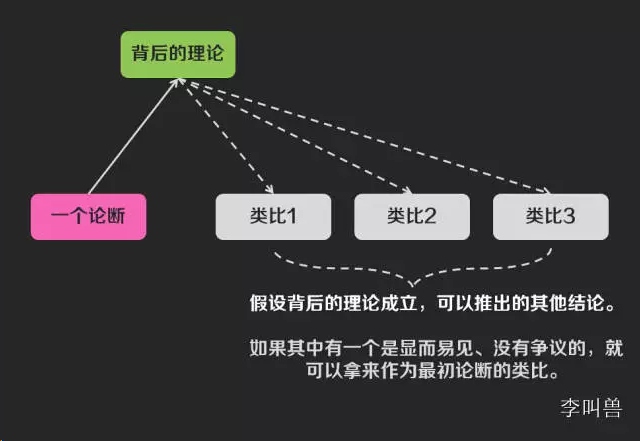 背后的理论
一个论断
类比1
类比2
类比3
假设背后的理论成立，可以推出的其他结论。
如果其中有一个是显而易见、没有争议的，就
可以拿来作为最初论断的类比。
李叫兽